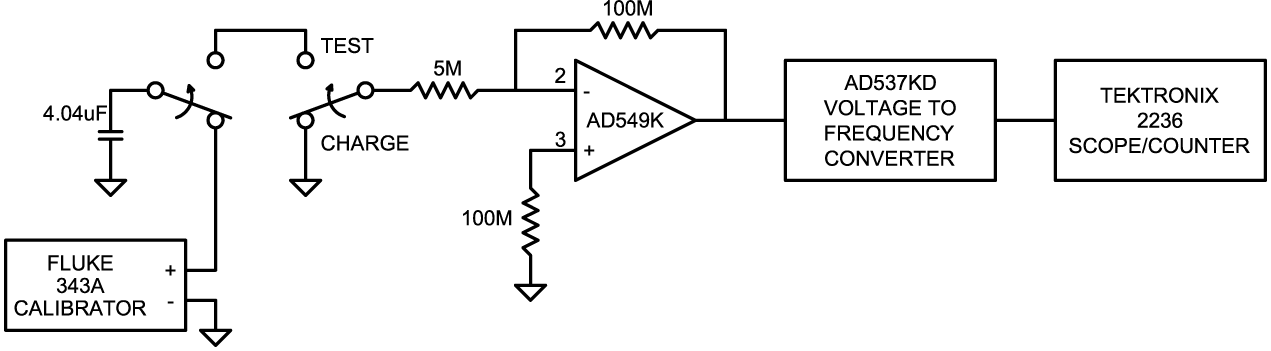 100M
TEST
5M
2
-
4.04uF
AD549K
3
+
CHARGE
100M
AD537KD
VOLTAGE TO
FREQUENCY
CONVERTER
TEKTRONIX
2236
SCOPE/COUNTER
FLUKE
343A
CALIBRATOR
+
-